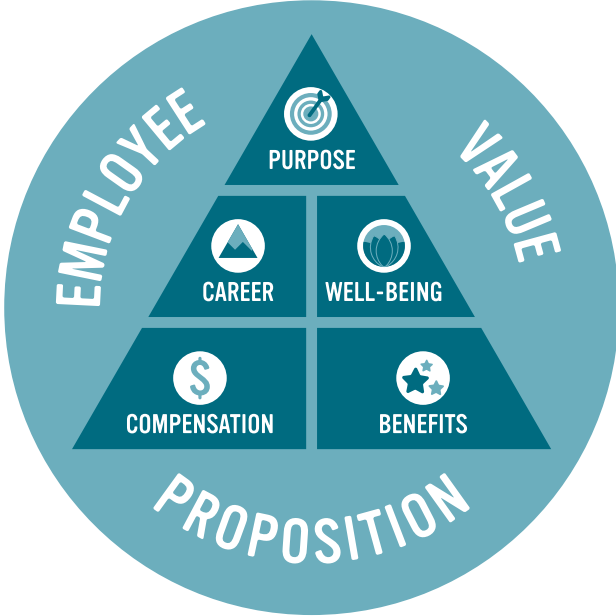 EMPLOYEE
VALUE
PURPOSE
CAREER
WELL-BEING
$
COMPENSATION
BENEFITS
PROPOSITION